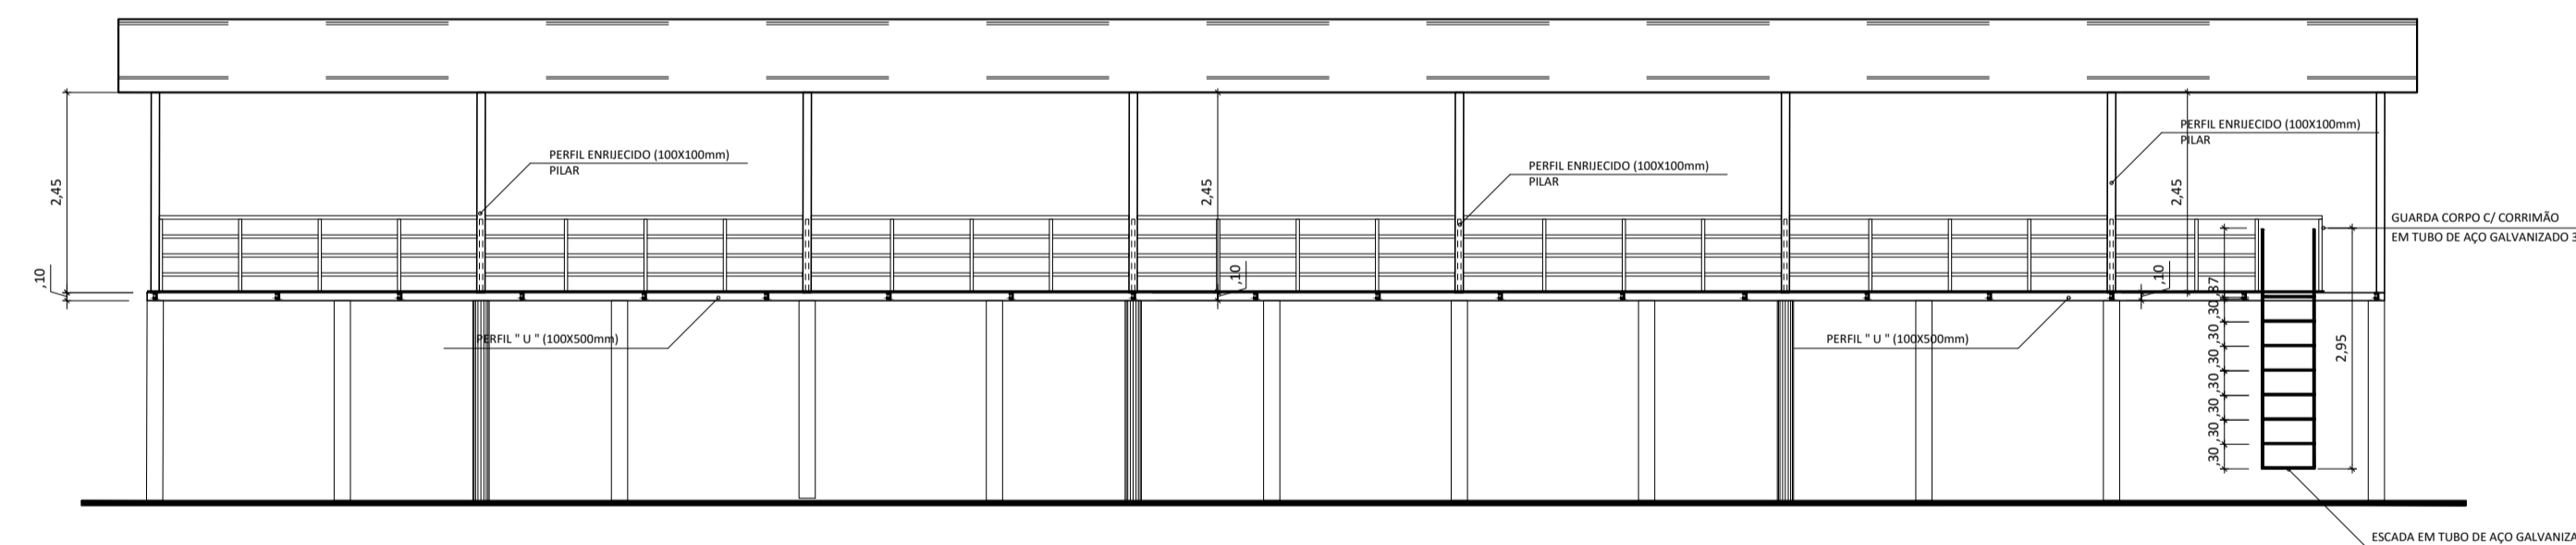 PERFIL ENRIJECIDO (100X100mm)
PILAR
PERFIL ENRIJECIDO (100X100mm)
PILAR
PERFIL ENRIJECIDO (100X100mm)
PILAR
2,45
2,45
2,45
GUARDA CORPO C/ CORRIMÃO
EM TUBO DE AÇO GALVANIZADO 3
,10
,10
,10
PERFIL " U " (100X500mm)
PERFIL " U " (100X500mm)
,37
,30
,30
,30
,30
,30
,30
,30
2,95
ESCADA EM TUBO DE AÇO GALVANIZA